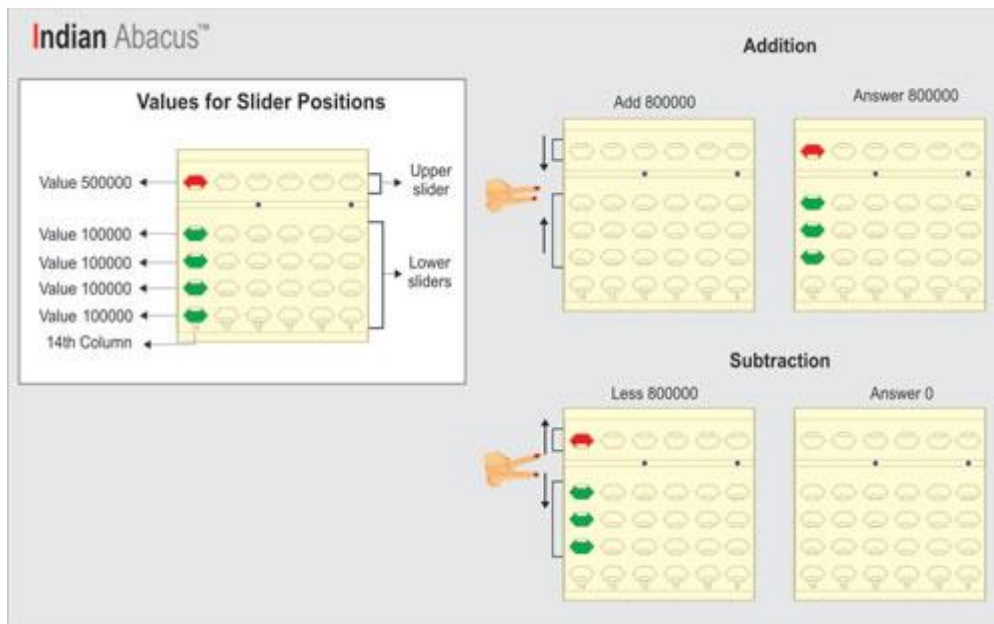 Indian Abacus™
Values for Slider Positions
Value 500000
Upper
slider
Value 100000
Value 100000
Value 100000
Value 100000
Lower
sliders
14th Column
Addition
Add 800000
Answer 800000
Subtraction
Less 800000
Answer 0